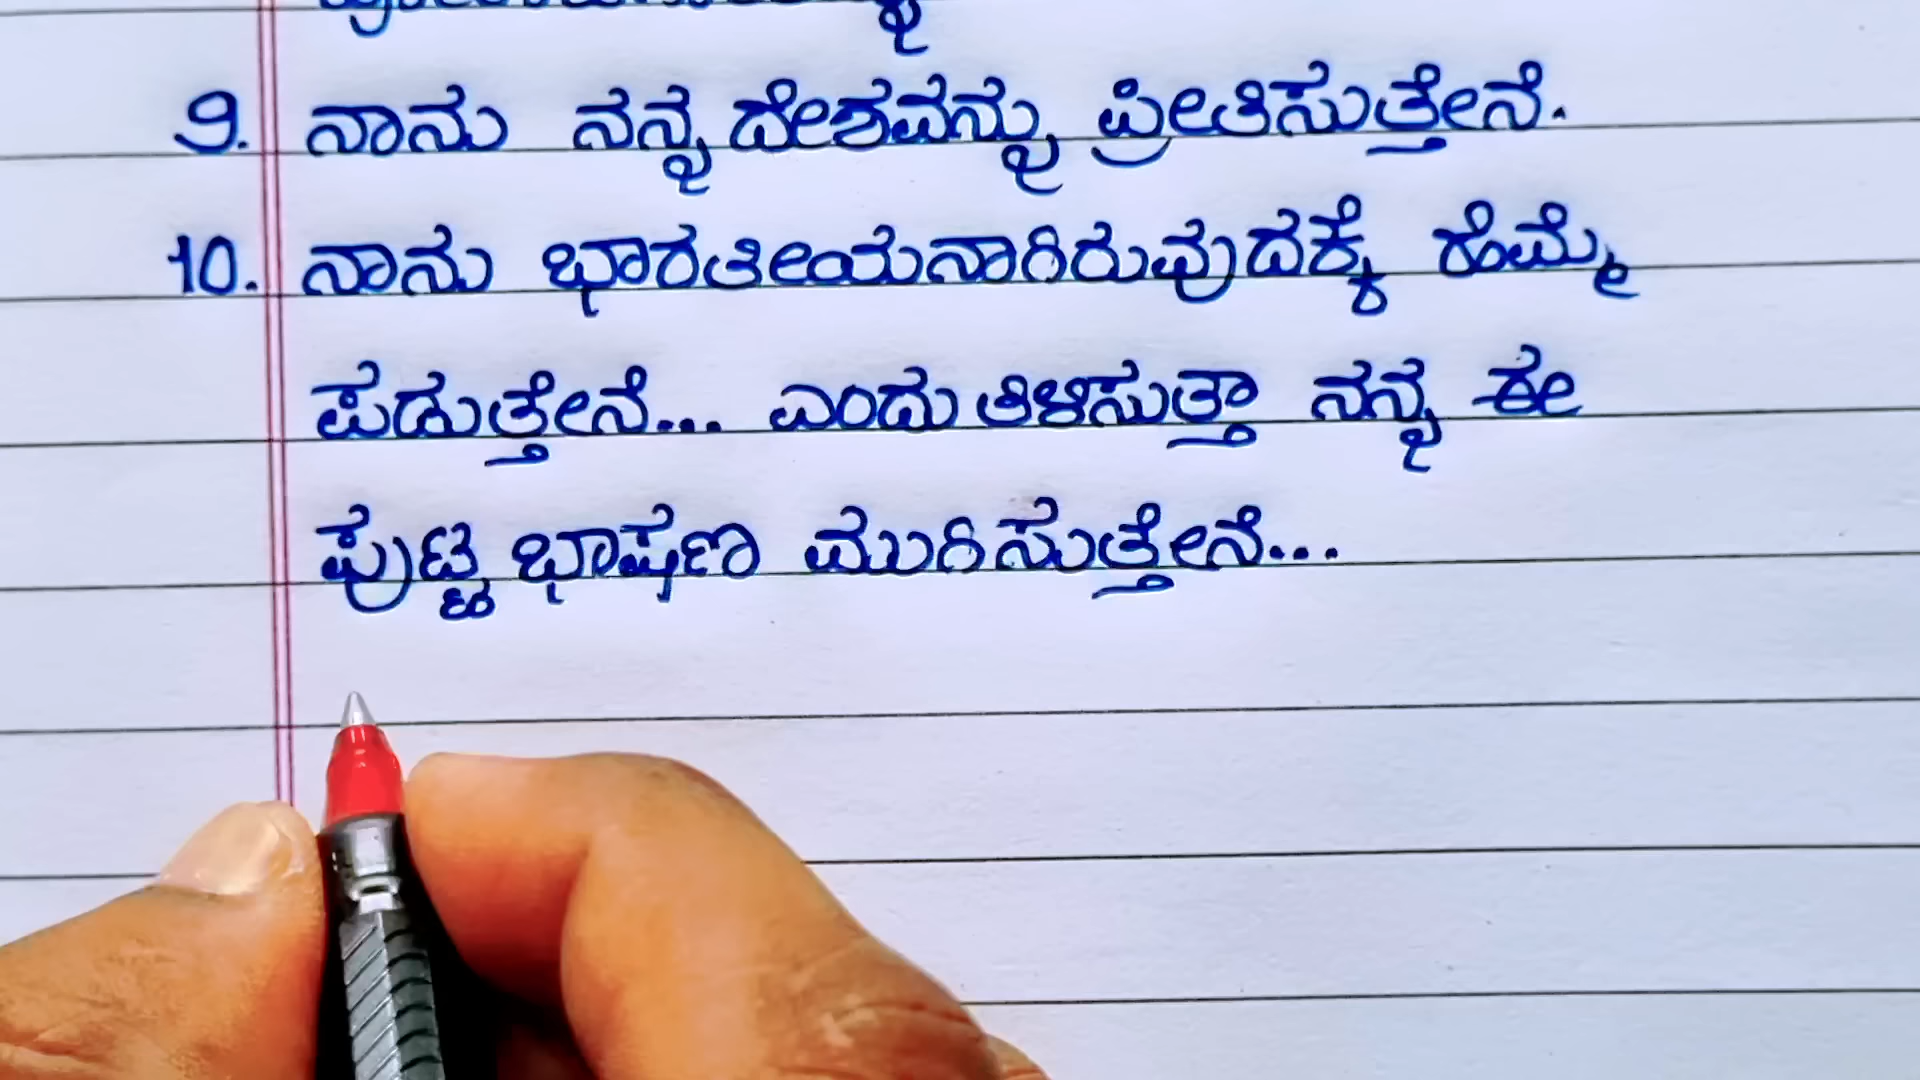 9. ನಾನು ನನ್ನ ದೇಶವನ್ನು ಪ್ರೀತಿಸುತ್ತೇನೆ.
10. ನಾನು ಭಾರತೀಯನಾಗಿರುವುದಕ್ಕೆ ಹೆಮ್ಮೆ
ಪಡುತ್ತೇನೆ... ಎಂದು ತಿಳಿಸುತ್ತಾ ನನ್ನ ಈ
ಪುಟ್ಟ ಭಾಷಣ ಮುಗಿಸುತ್ತೇನೆ...